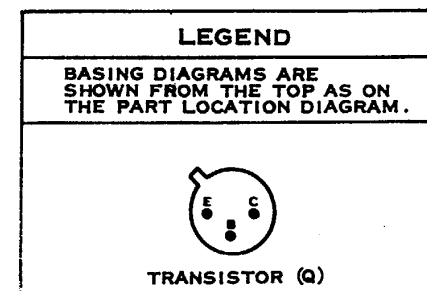 LEGEND
BASING DIAGRAMS ARE
SHOWN FROM THE TOP AS ON
THE PART LOCATION DIAGRAM.
E C
B
TRANSISTOR (Q)